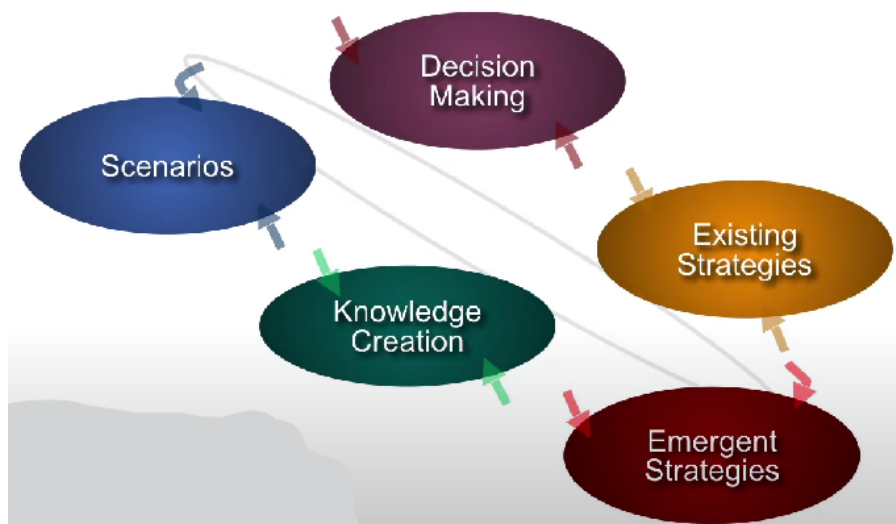 Decision
Making
Scenarios
Existing
Strategies
Knowledge
Creation
Emergent
Strategies